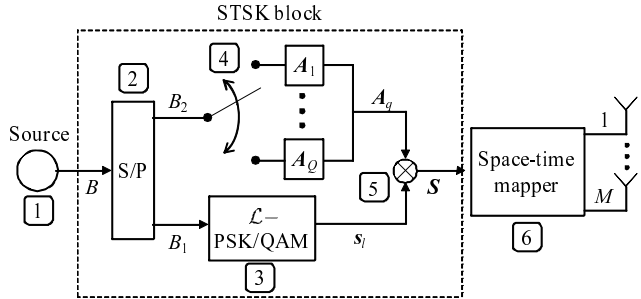 STSK block
4
A1
2
B2
Aq
1
Source
S/P
AQ
Space-time
mapper
B
5
S
1
ℒ–
PSK/QAM
B1
sl
M
3
6